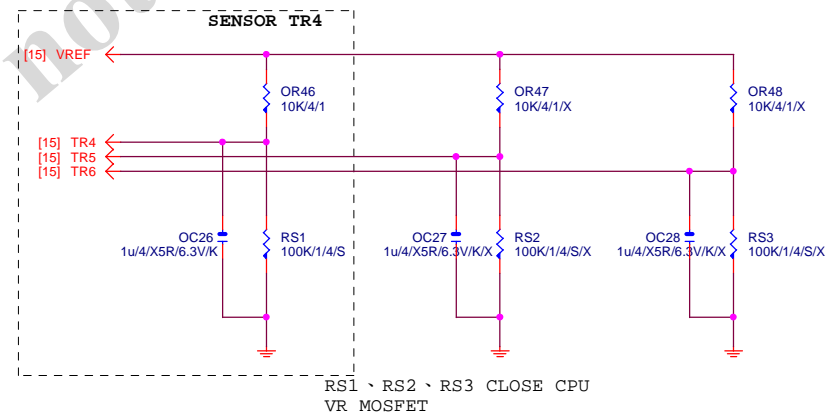 SENSOR TR4
[15] VREF
OR46
10K/4/1
OR47
10K/4/1/X
OR48
10K/4/1/X
[15] TR4
[15] TR5
[15] TR6
OC26
1u/4/X5R/6.3V/K
RS1
100K/1/4/S
OC27
1u/4/X5R/6.3V/K/X
RS2
100K/1/4/S/X
OC28
1u/4/X5R/6.3V/K/X
RS3
100K/1/4/S/X
RS1、RS2、RS3 CLOSE CPU
VR MOSFET
not